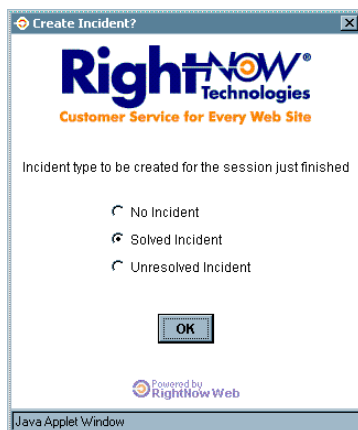 Create Incident?
RightNOW®
Technologies
Customer Service for Every Web Site
Incident type to be created for the session just finished
No Incident
Solved Incident
Unresolved Incident
OK
Powered by
RightNow Web
Java Applet Window